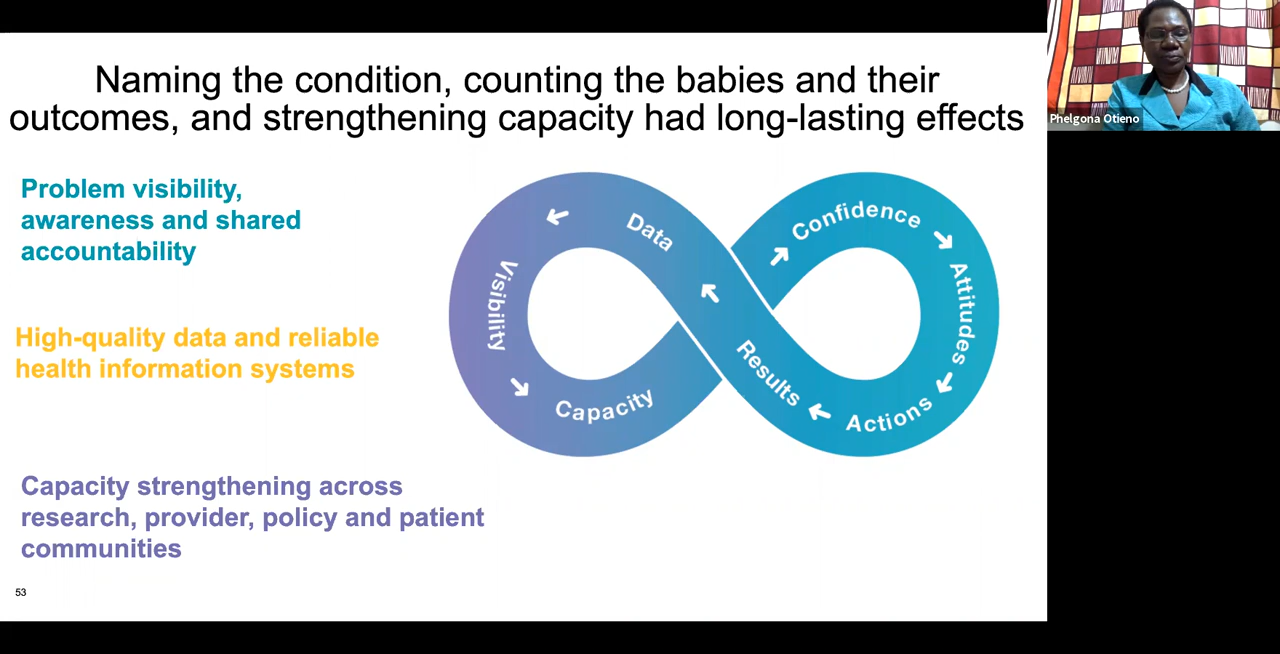 Naming the condition, counting the babies and their
outcomes, and strengthening capacity had long-lasting effects
Phelgona Otieno
Problem visibility,
awareness and shared
accountability
High-quality data and reliable
health information systems
Capacity strengthening across
research, provider, policy and patient
communities
Data
Visibility
Capacity
Confidence
Attitudes
Actions
Results
53